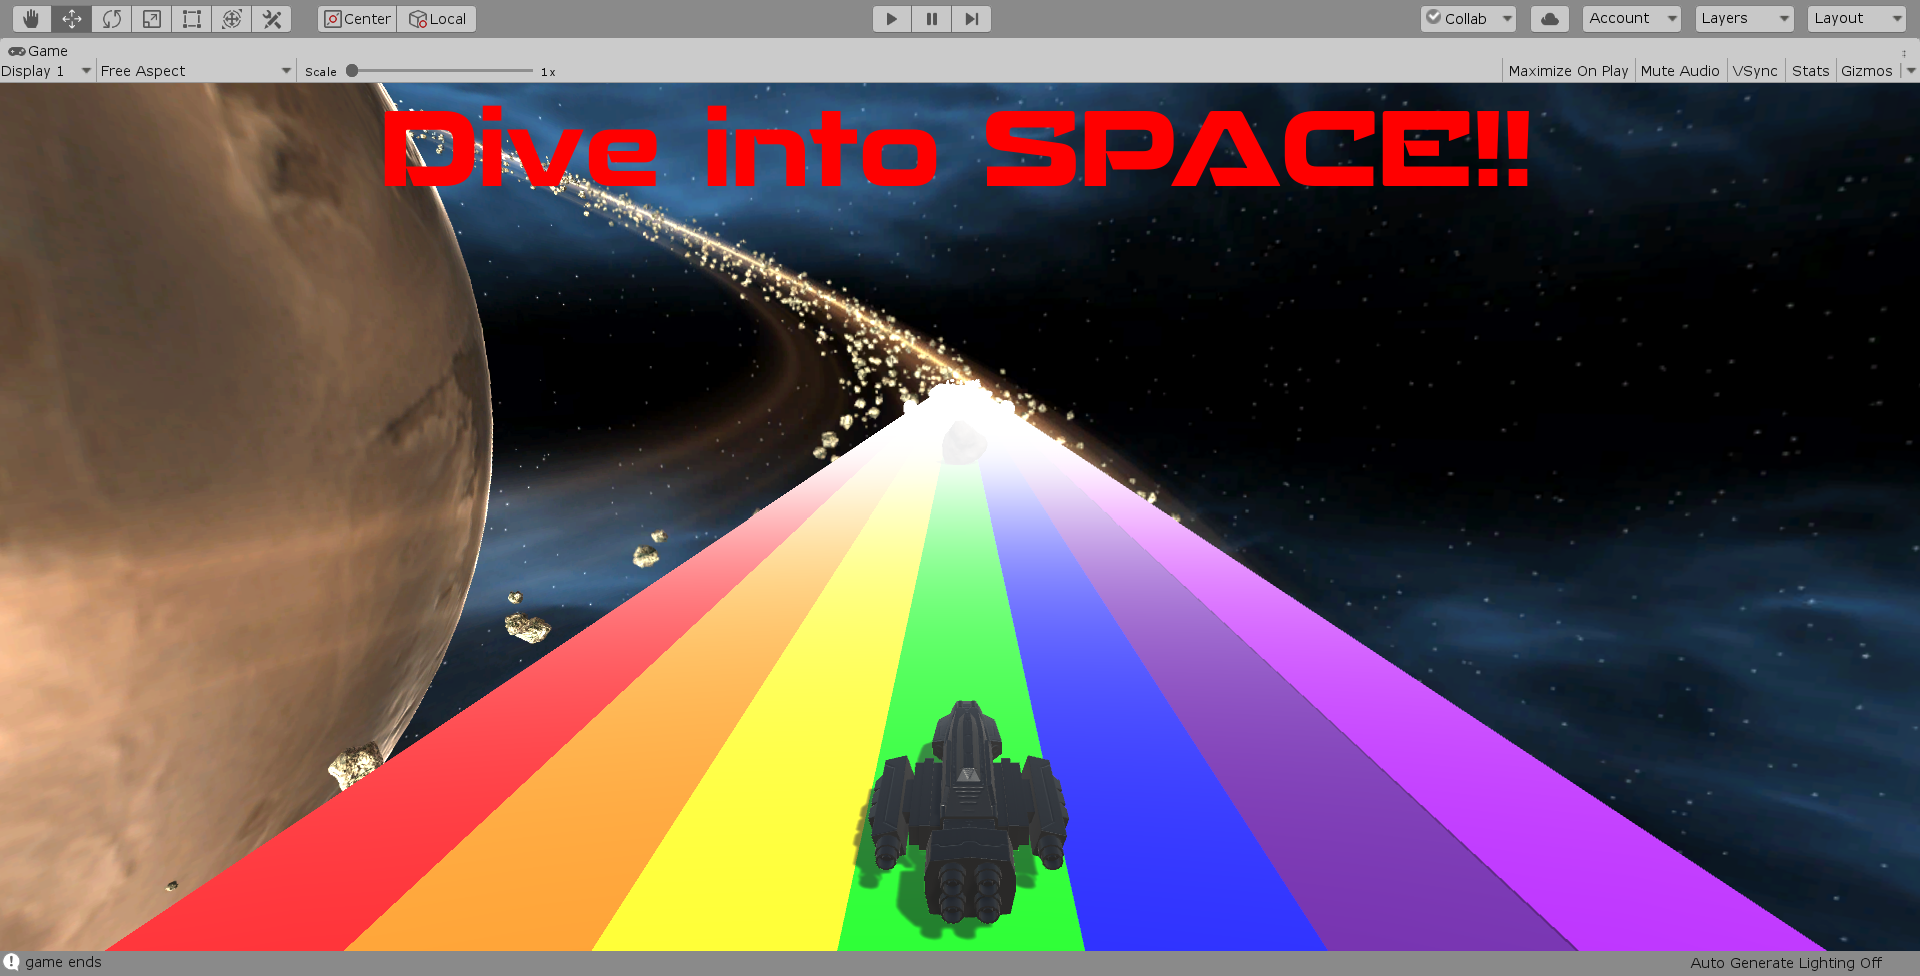 Center Local Collab Account Layers Layout
Game
Display 1 Free Aspect Scale 1x Maximize On Play Mute Audio VSync Stats Gizmos
Dive into SPACE!!
game ends Auto Generate Lighting Off